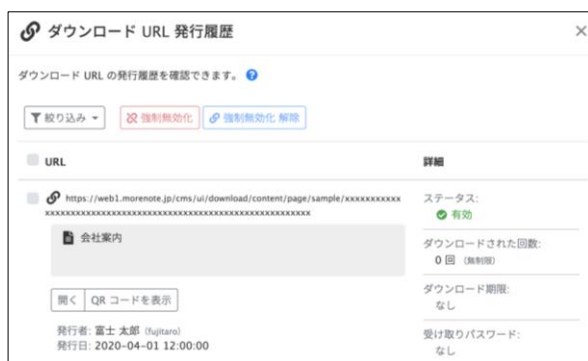 ダウンロード URL 発行履歴
ダウンロード URL の発行履歴を確認できます。
絞り込み
強制無効化
強制無効化 解除
URL
詳細
https://web1.morenote.jp/cms/ui/download/content/page/sample/xxxxxxxxxxx
xxxxxxxxxxxxxxxxxxxxxxxxxxxxxxxxxxxxxxxxxxxxxxxxxxxxxx
会社案内
開く
QR コードを表示
発行者: 富士 太郎 (fujitaro)
発行日: 2020-04-01 12:00:00
ステータス:
有効
ダウンロードされた回数:
0 回 (無制限)
ダウンロード期限:
なし
受け取りパスワード:
なし